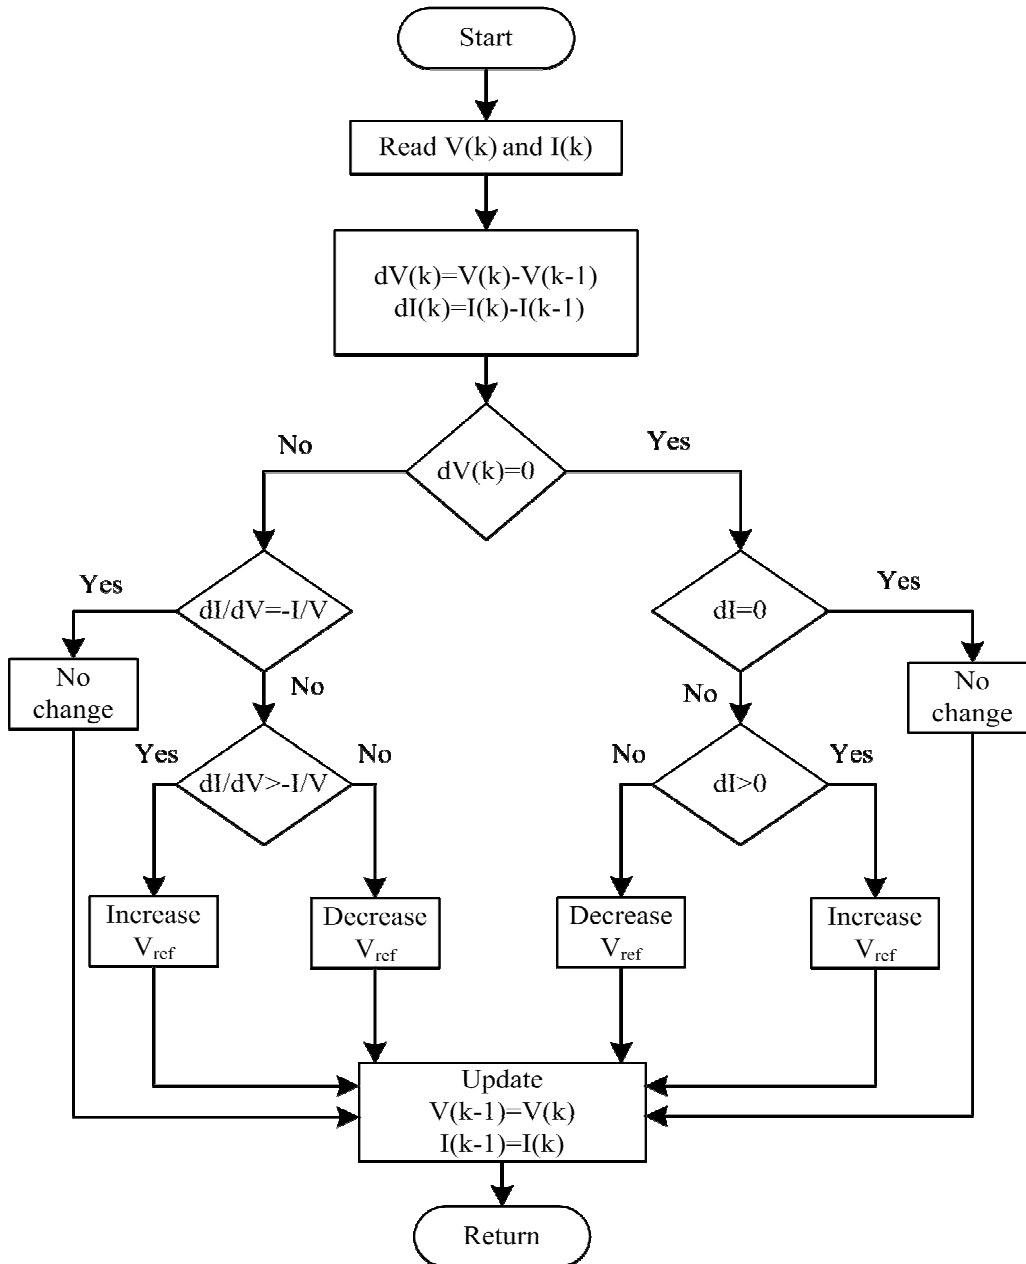 Start
Read V(k) and I(k)
dV(k)=V(k)-V(k-1)
dI(k)=I(k)-I(k-1)
No
Yes
dV(k)=0
Yes
dI/dV=-I/V
dI=0
Yes
No
change
No
No
No
change
Yes
dI/dV>-I/V
No
No
dI>0
Yes
Increase
Vref
Decrease
Vref
Decrease
Vref
Increase
Vref
Update
V(k-1)=V(k)
I(k-1)=I(k)
Return